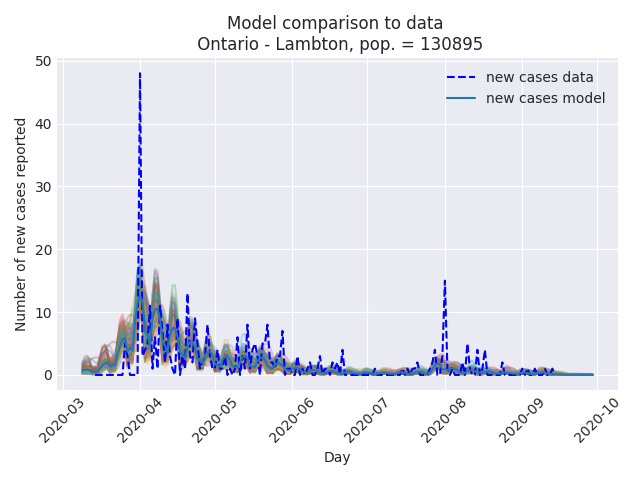 Model comparison to data
Ontario - Lambton, pop. = 130895
new cases data
new cases model
Number of new cases reported
50
40
30
20
10
0
2020-03
2020-04
2020-05
2020-06
2020-07
2020-08
2020-09
2020-10
Day